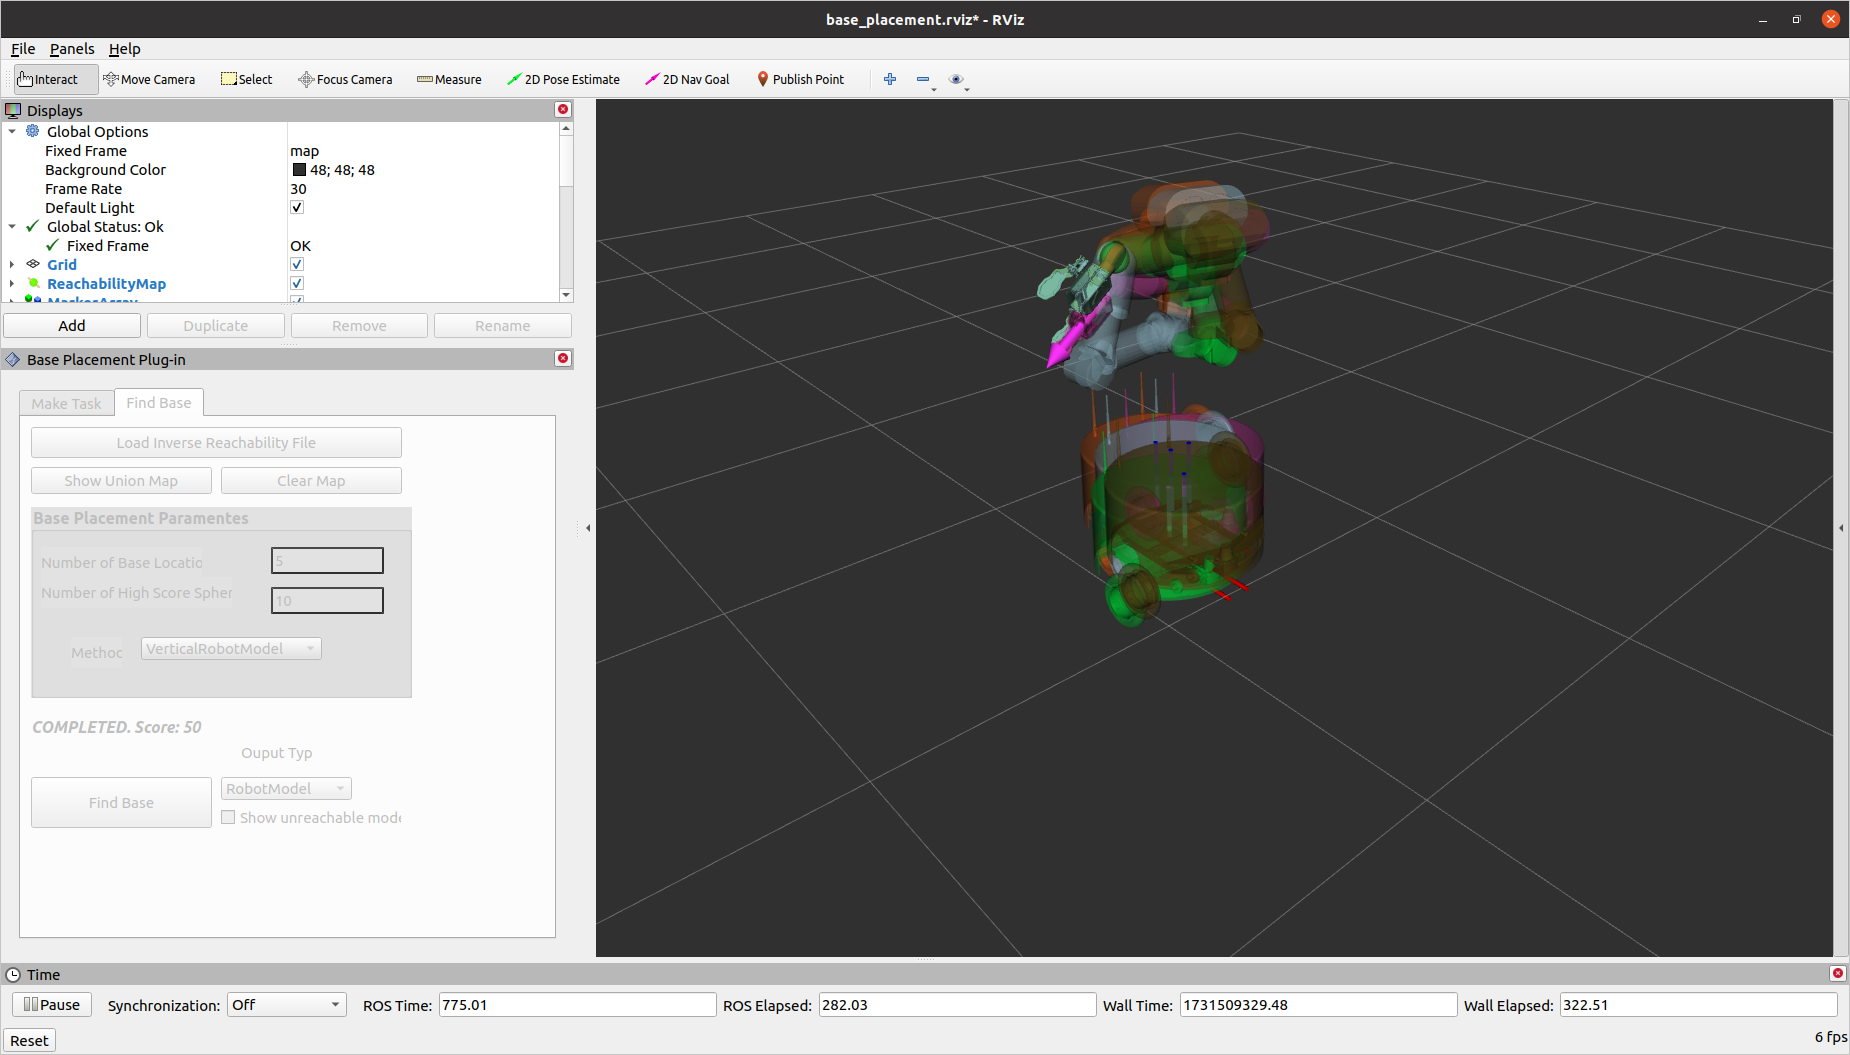 base_placement.rviz* - RViz
File Panels Help
Interact Move Camera Select Focus Camera Measure 2D Pose Estimate 2D Nav Goal Publish Point
Displays
Global Options
Fixed Frame map
Background Color 48; 48; 48
Frame Rate 30
Default Light
Global Status: Ok
Fixed Frame OK
Grid
ReachabilityMap
MarkerArray
Add Duplicate Remove Rename
Base Placement Plug-in
Make Task Find Base
Load Inverse Reachability File
Show Union Map Clear Map
Base Placement Paramentes
Number of Base Locatio 5
Number of High Score Spher 10
Methoc VerticalRobotModel
COMPLETED. Score: 50
Ouput Typ
Find Base RobotModel
Show unreachable mode
Time
Pause Synchronization: Off ROS Time: 775.01 ROS Elapsed: 282.03 Wall Time: 1731509329.48 Wall Elapsed: 322.51
Reset 6 fps